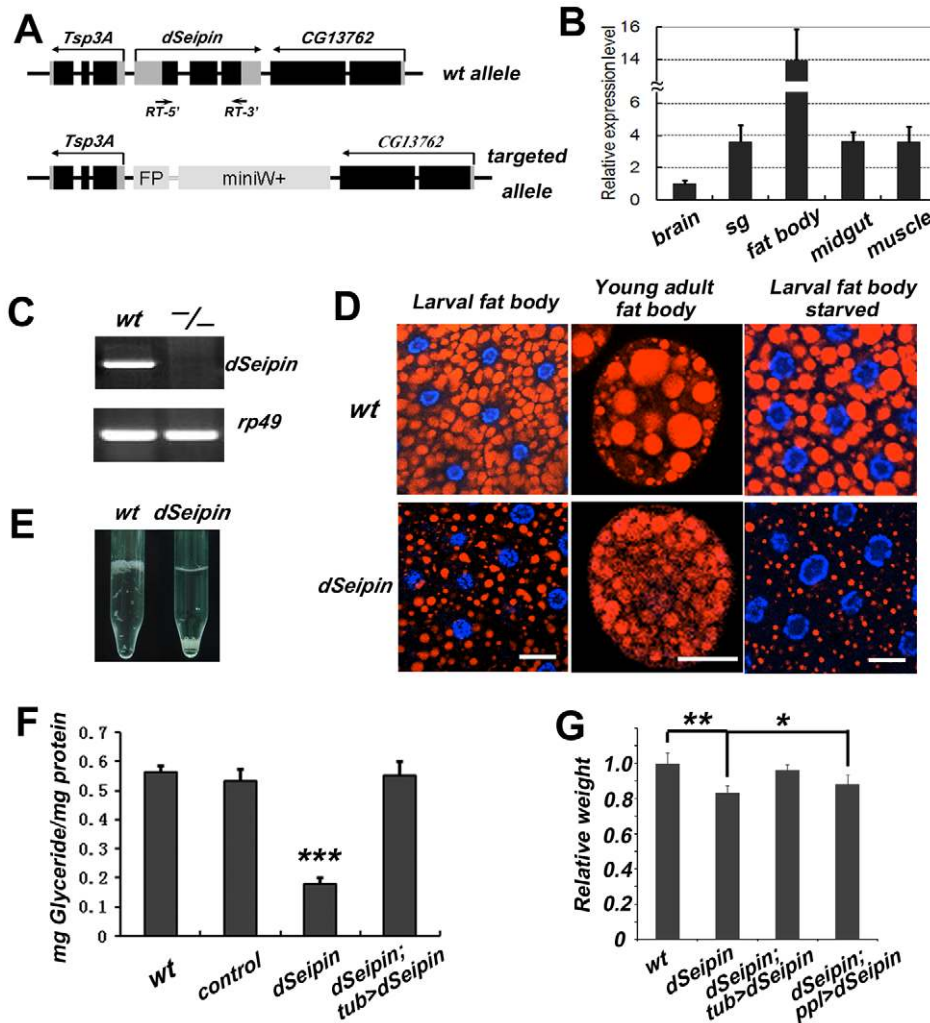 A
Tsp3A dSeipin CG13762
wt allele
RT-5' RT-3'
Tsp3A CG13762
targeted
allele
FP miniW+
B
Relative expression level
16
14
6
4
2
0
brain sg fat body midgut muscle
C
wt -/-
dSeipin
rp49
D
Larval fat body Young adult fat body Larval fat body starved
wt
dSeipin
E
wt dSeipin
F
mg Glyceride/mg protein
0.7
0.6
0.5
0.4
0.3
0.2
0.1
0
***
wt control dSeipin dSeipin; tub>dSeipin
G
Relative weight
** *
1.0
0.8
0.6
0.4
0.2
0
wt dSeipin dSeipin; tub>dSeipin dSeipin; ppl>dSeipin